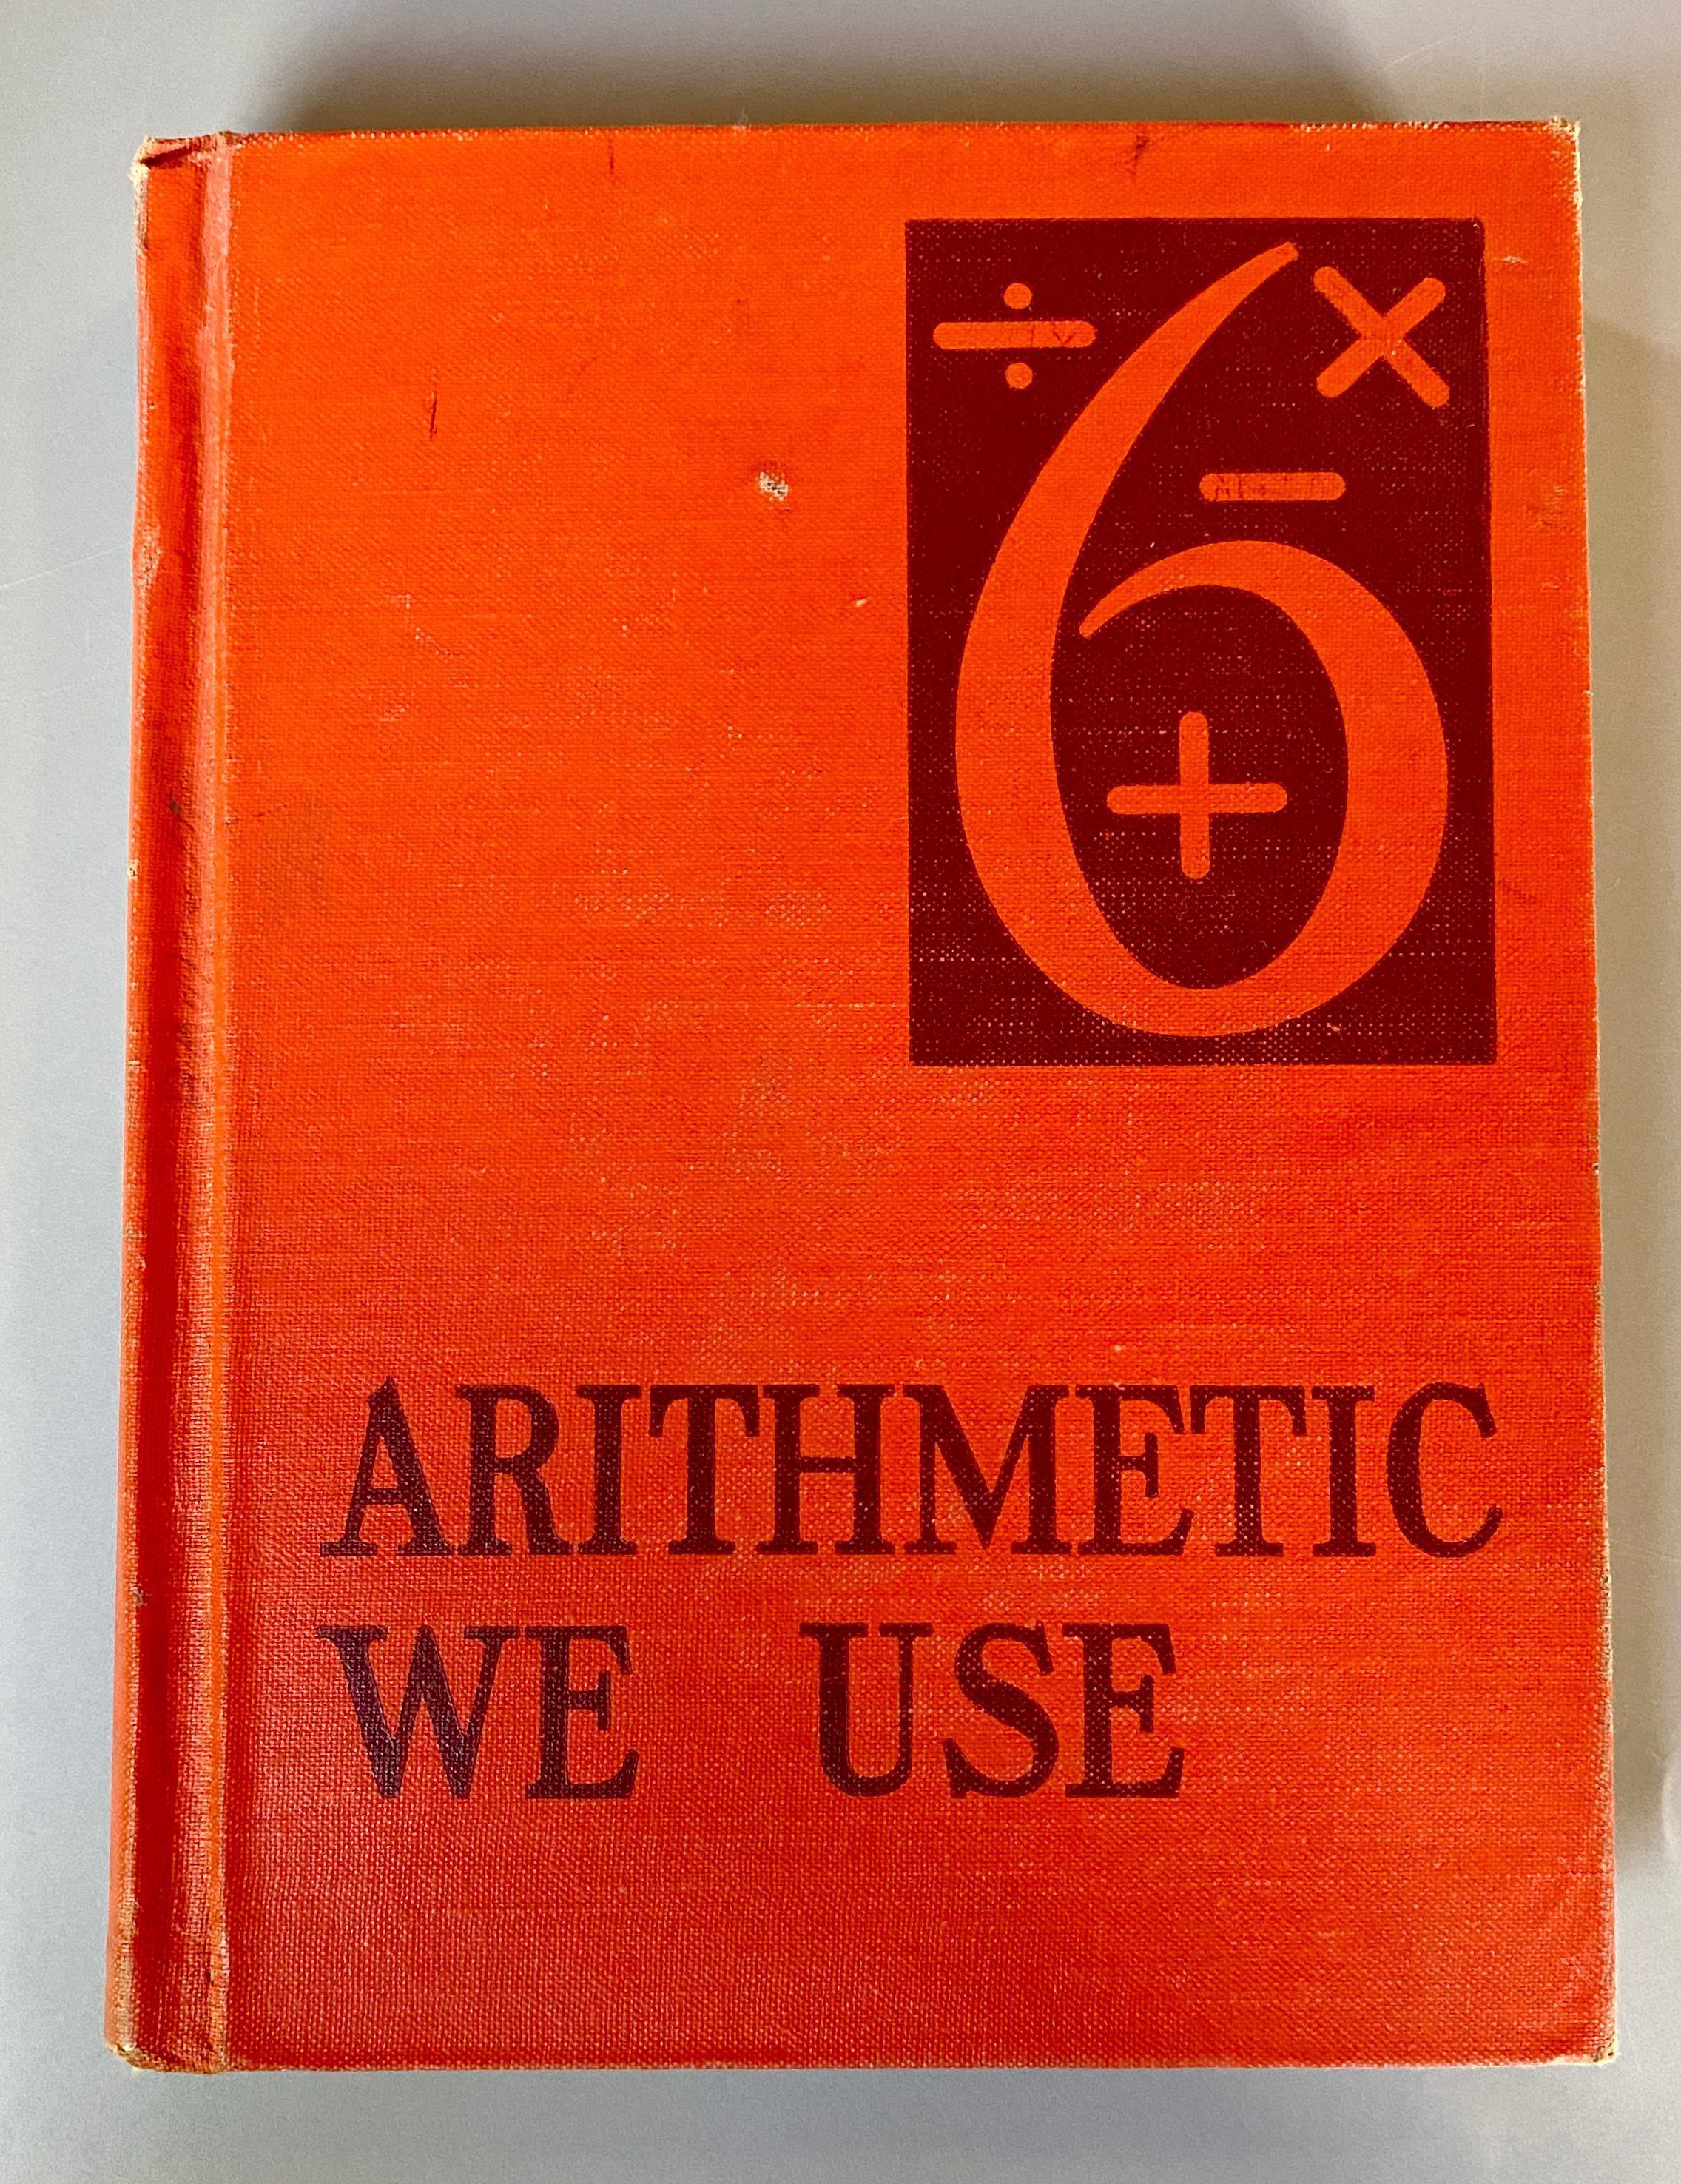 ÷ 6 ×
−
+
ARITHMETIC
WE USE